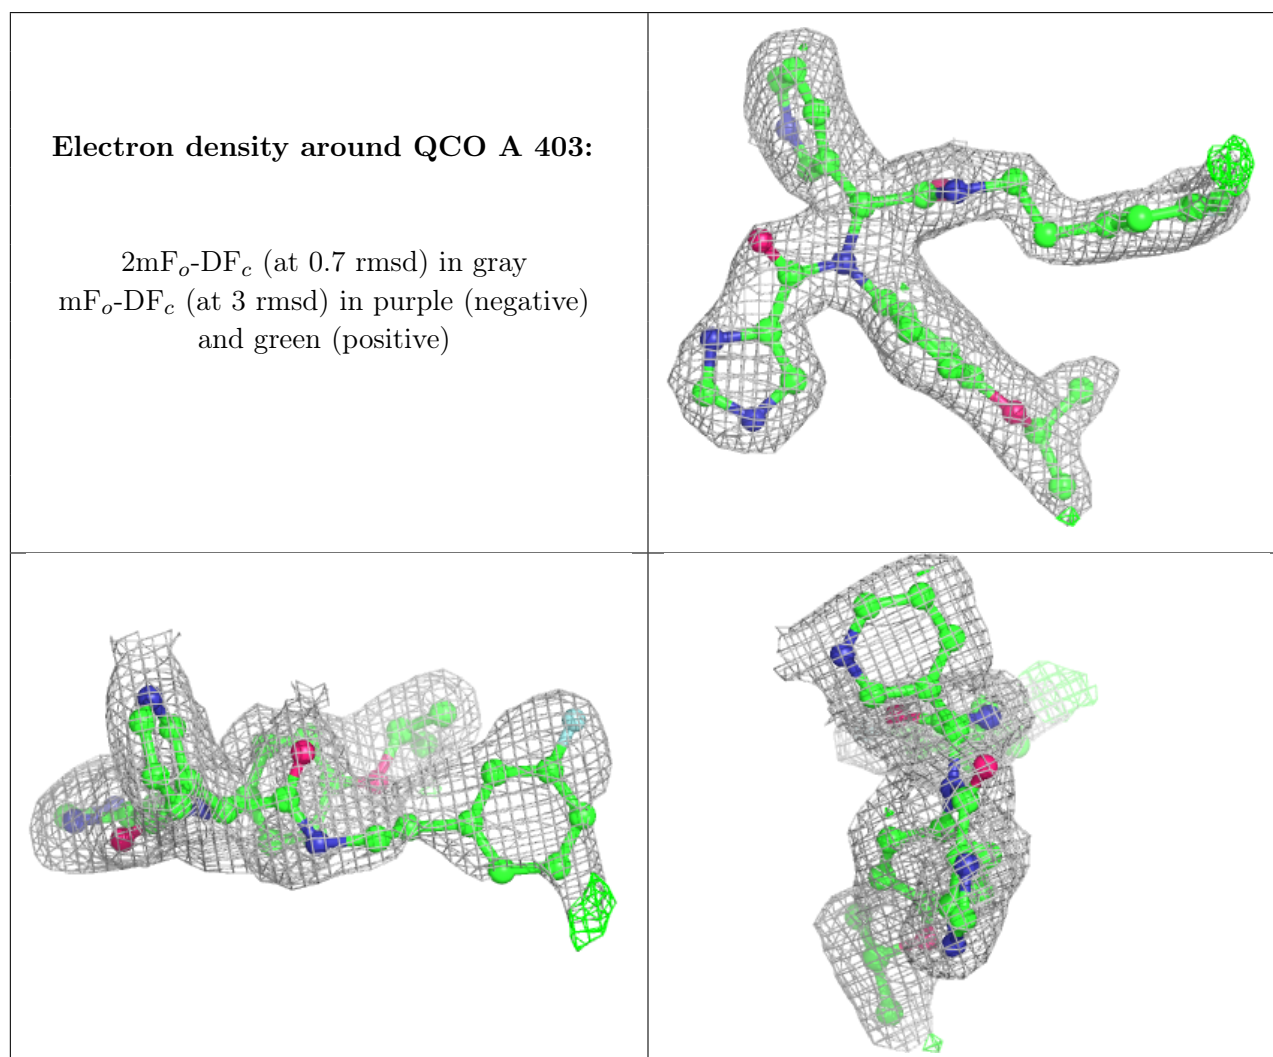 Electron density around QCO A 403:
2mFo-DFc (at 0.7 rmsd) in gray
mFo-DFc (at 3 rmsd) in purple (negative)
and green (positive)